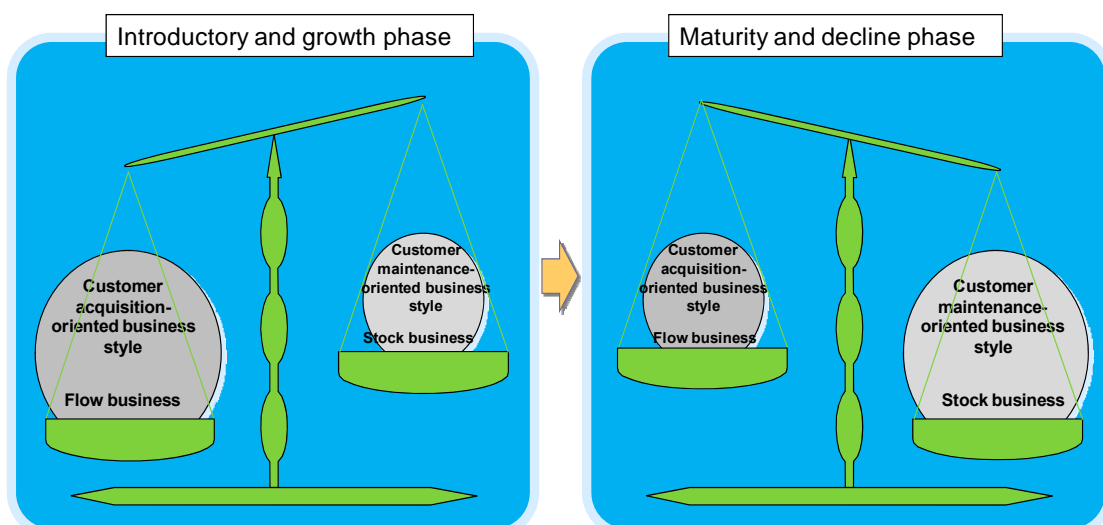 Introductory and growth phase
Customer
acquisition-
oriented business
style
Flow business
Customer
maintenance-
oriented business
style
Stock business
Maturity and decline phase
Customer
acquisition-
oriented business
style
Flow business
Customer
maintenance-
oriented business
style
Stock business